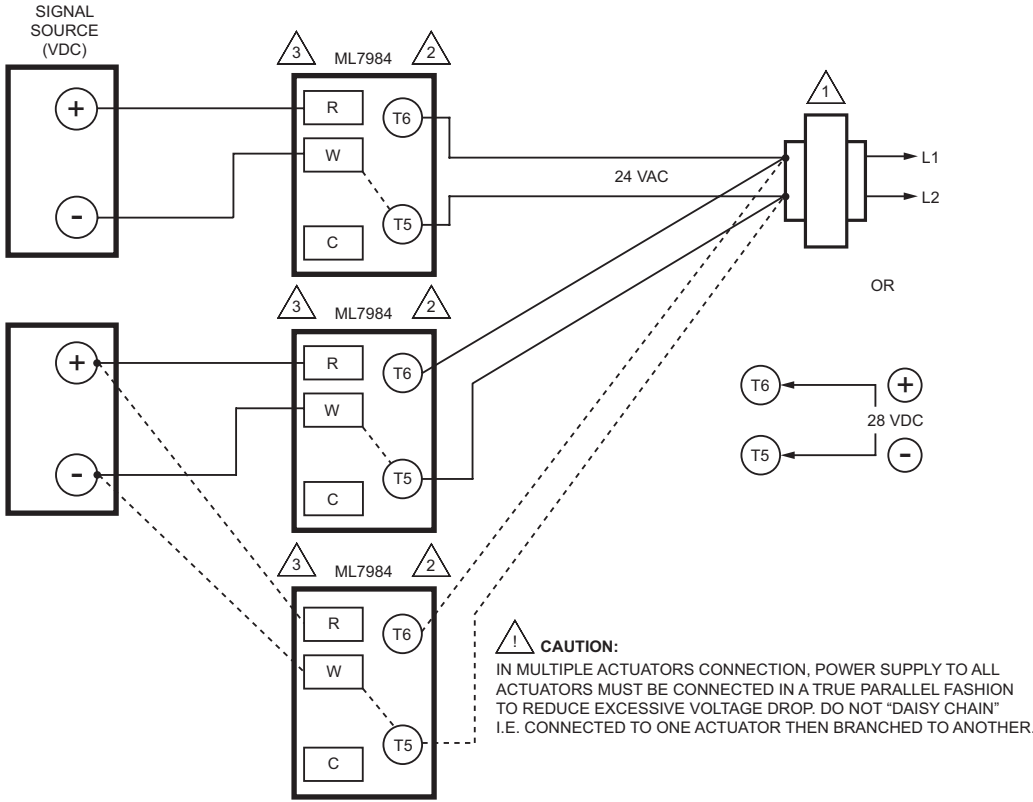 SIGNAL
SOURCE
(VDC)
+
-
3
ML7984
2
R
T6
W
T5
C
24 VAC
1
L1
L2
OR
+
-
3
ML7984
2
R
T6
W
T5
C
T6
+
28 VDC
T5
-
3
ML7984
2
R
T6
W
T5
C
! CAUTION:
IN MULTIPLE ACTUATORS CONNECTION, POWER SUPPLY TO ALL
ACTUATORS MUST BE CONNECTED IN A TRUE PARALLEL FASHION
TO REDUCE EXCESSIVE VOLTAGE DROP. DO NOT “DAISY CHAIN”
I.E. CONNECTED TO ONE ACTUATOR THEN BRANCHED TO ANOTHER.